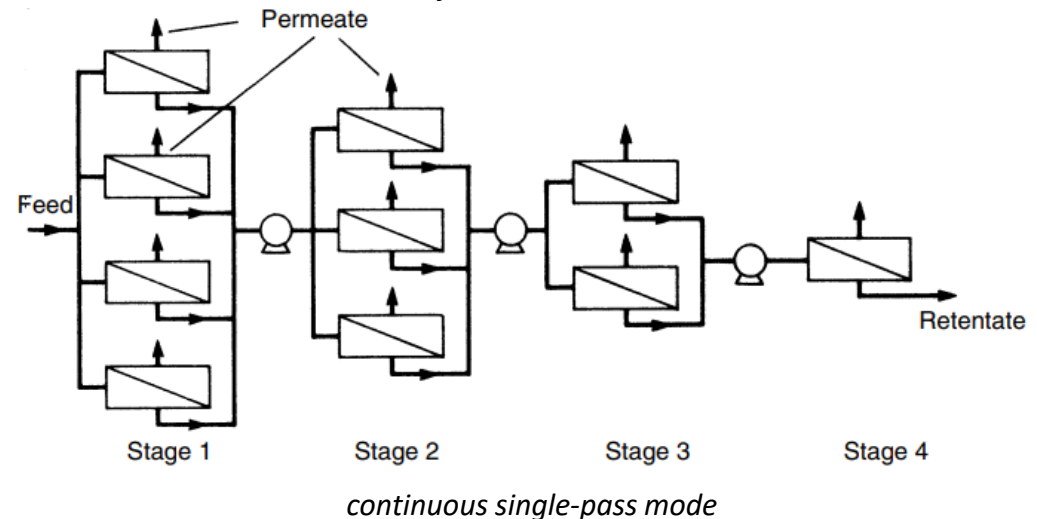 Permeate
Feed
Retentate
Stage 1
Stage 2
Stage 3
Stage 4
continuous single-pass mode